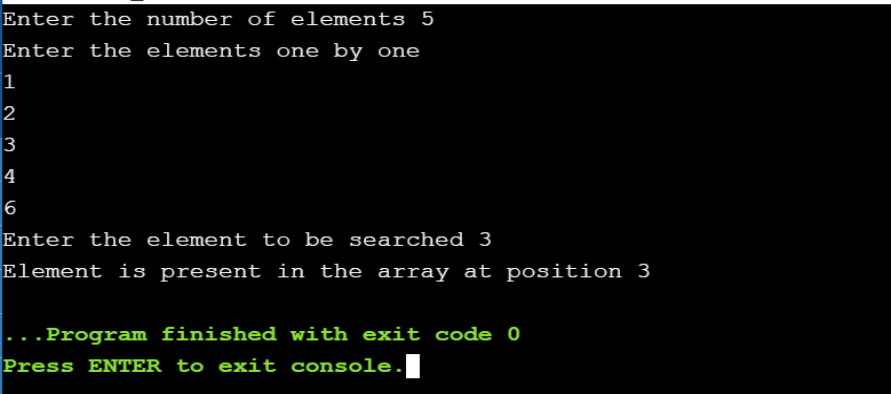 Enter the number of elements 5
Enter the elements one by one
1
2
3
4
6
Enter the element to be searched 3
Element is present in the array at position 3
...Program finished with exit code 0
Press ENTER to exit console.